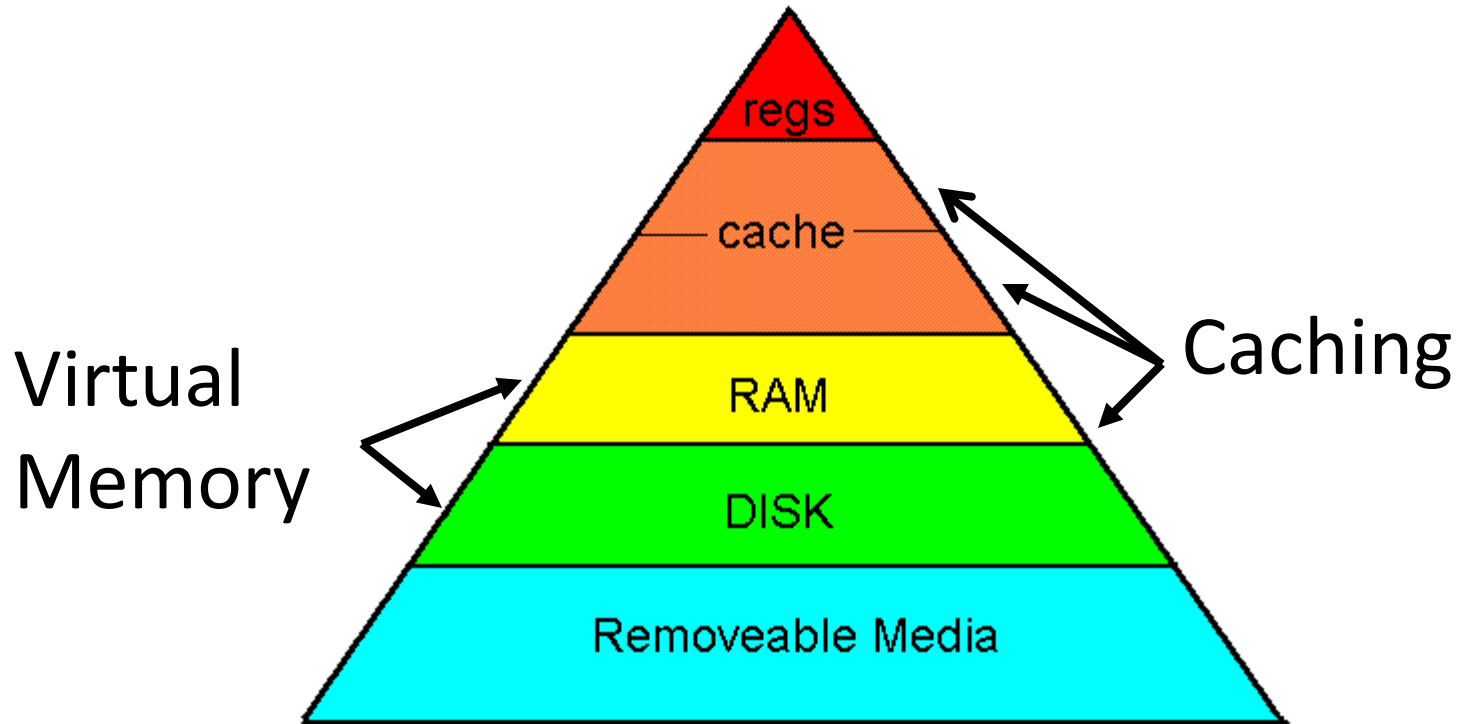 regs
cache
Caching
Virtual
Memory
RAM
DISK
Removeable Media